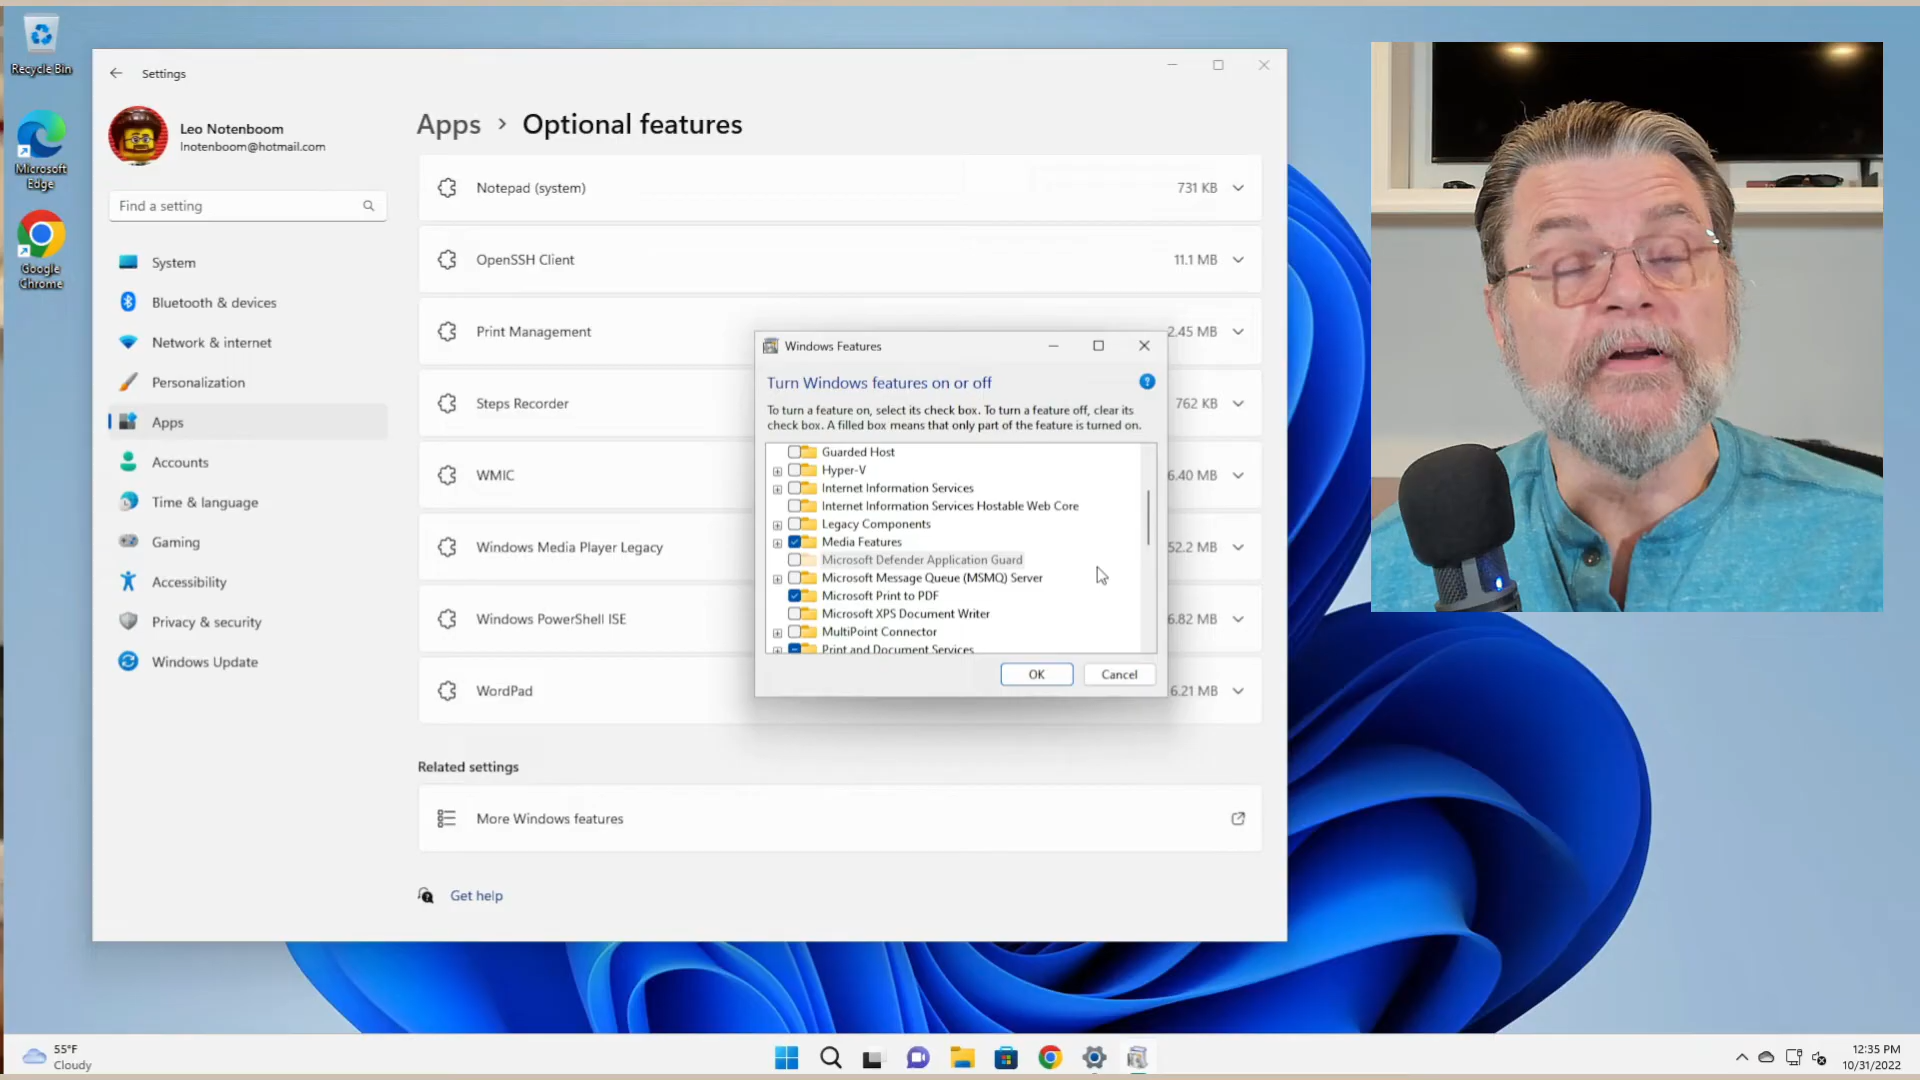 Recycle Bin
Microsoft
Edge
Google
Chrome
Settings
Leo Notenboom
lnotenboom@hotmail.com
Find a setting
System
Bluetooth & devices
Network & internet
Personalization
Apps
Accounts
Time & language
Gaming
Accessibility
Privacy & security
Windows Update
Apps > Optional features
Notepad (system) 731 KB
OpenSSH Client 11.1 MB
Print Management 2.45 MB
Steps Recorder 762 KB
WMIC 6.40 MB
Windows Media Player Legacy 52.2 MB
Windows PowerShell ISE 6.82 MB
WordPad 6.21 MB
Related settings
More Windows features
Get help
Windows Features
Turn Windows features on or off
To turn a feature on, select its check box. To turn a feature off, clear its
check box. A filled box means that only part of the feature is turned on.
Guarded Host
Hyper-V
Internet Information Services
Internet Information Services Hostable Web Core
Legacy Components
Media Features
Microsoft Defender Application Guard
Microsoft Message Queue (MSMQ) Server
Microsoft Print to PDF
Microsoft XPS Document Writer
MultiPoint Connector
Print and Document Services
OK Cancel
55°F
Cloudy
12:35 PM
10/31/2022